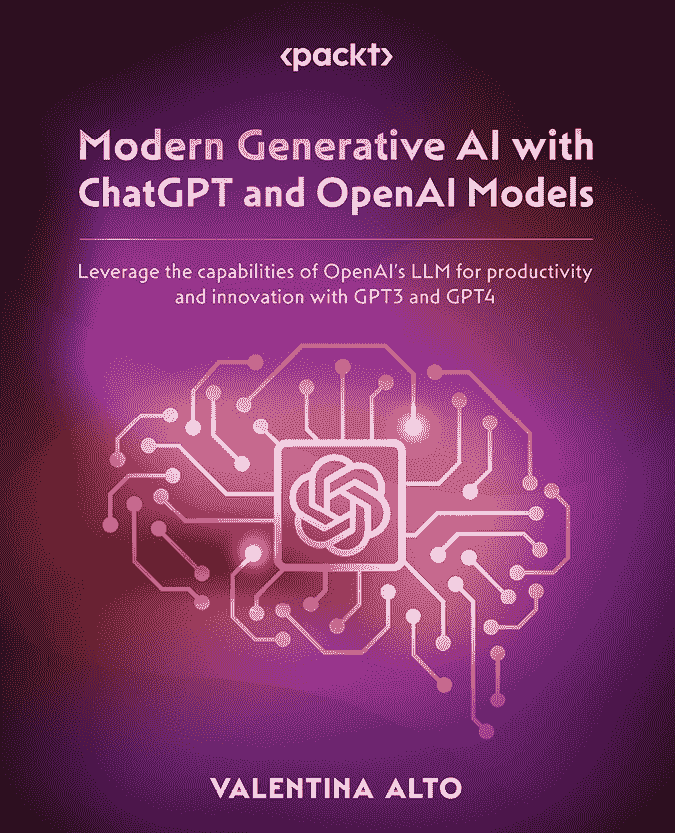 <packt>
Modern Generative AI with
ChatGPT and OpenAI Models
Leverage the capabilities of OpenAI's LLM for productivity
and innovation with GPT3 and GPT4
VALENTINA ALTO